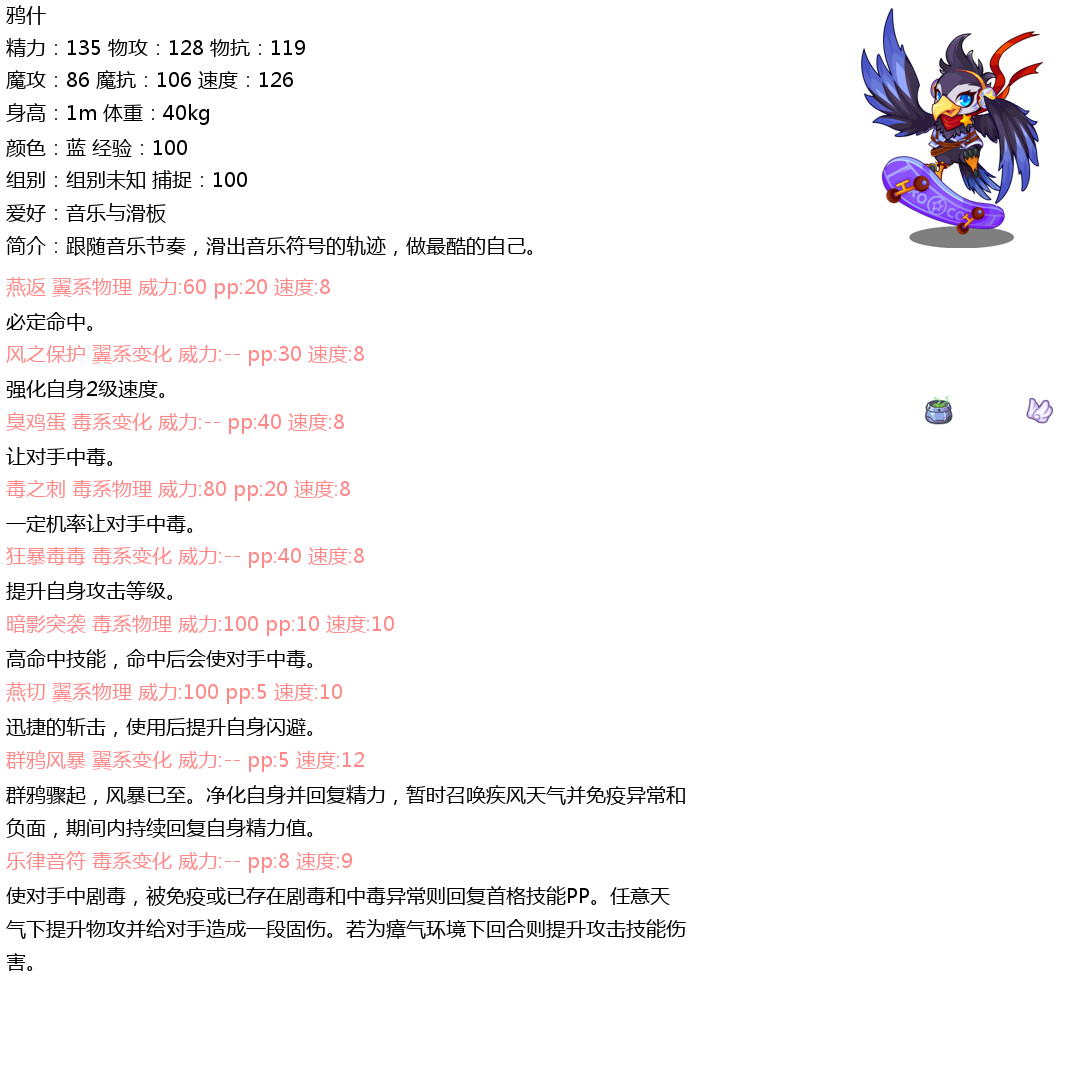 鸦什
精力：135 物攻：128 物抗：119
魔攻：86 魔抗：106 速度：126
身高：1m 体重：40kg
颜色：蓝 经验：100
组别：组别未知 捕捉：100
爱好：音乐与滑板
简介：跟随音乐节奏，滑出音乐符号的轨迹，做最酷的自己。
燕返 翼系物理 威力:60 pp:20 速度:8
必定命中。
风之保护 翼系变化 威力:-- pp:30 速度:8
强化自身2级速度。
臭鸡蛋 毒系变化 威力:-- pp:40 速度:8
让对手中毒。
毒之刺 毒系物理 威力:80 pp:20 速度:8
一定机率让对手中毒。
狂暴毒毒 毒系变化 威力:-- pp:40 速度:8
提升自身攻击等级。
暗影突袭 毒系物理 威力:100 pp:10 速度:10
高命中技能，命中后会使对手中毒。
燕切 翼系物理 威力:100 pp:5 速度:10
迅捷的斩击，使用后提升自身闪避。
群鸦风暴 翼系变化 威力:-- pp:5 速度:12
群鸦骤起，风暴已至。净化自身并回复精力，暂时召唤疾风天气并免疫异常和
负面，期间内持续回复自身精力值。
乐律音符 毒系变化 威力:-- pp:8 速度:9
使对手中剧毒，被免疫或已存在剧毒和中毒异常则回复首格技能PP。任意天
气下提升物攻并给对手造成一段固伤。若为瘴气环境下回合则提升攻击技能伤
害。